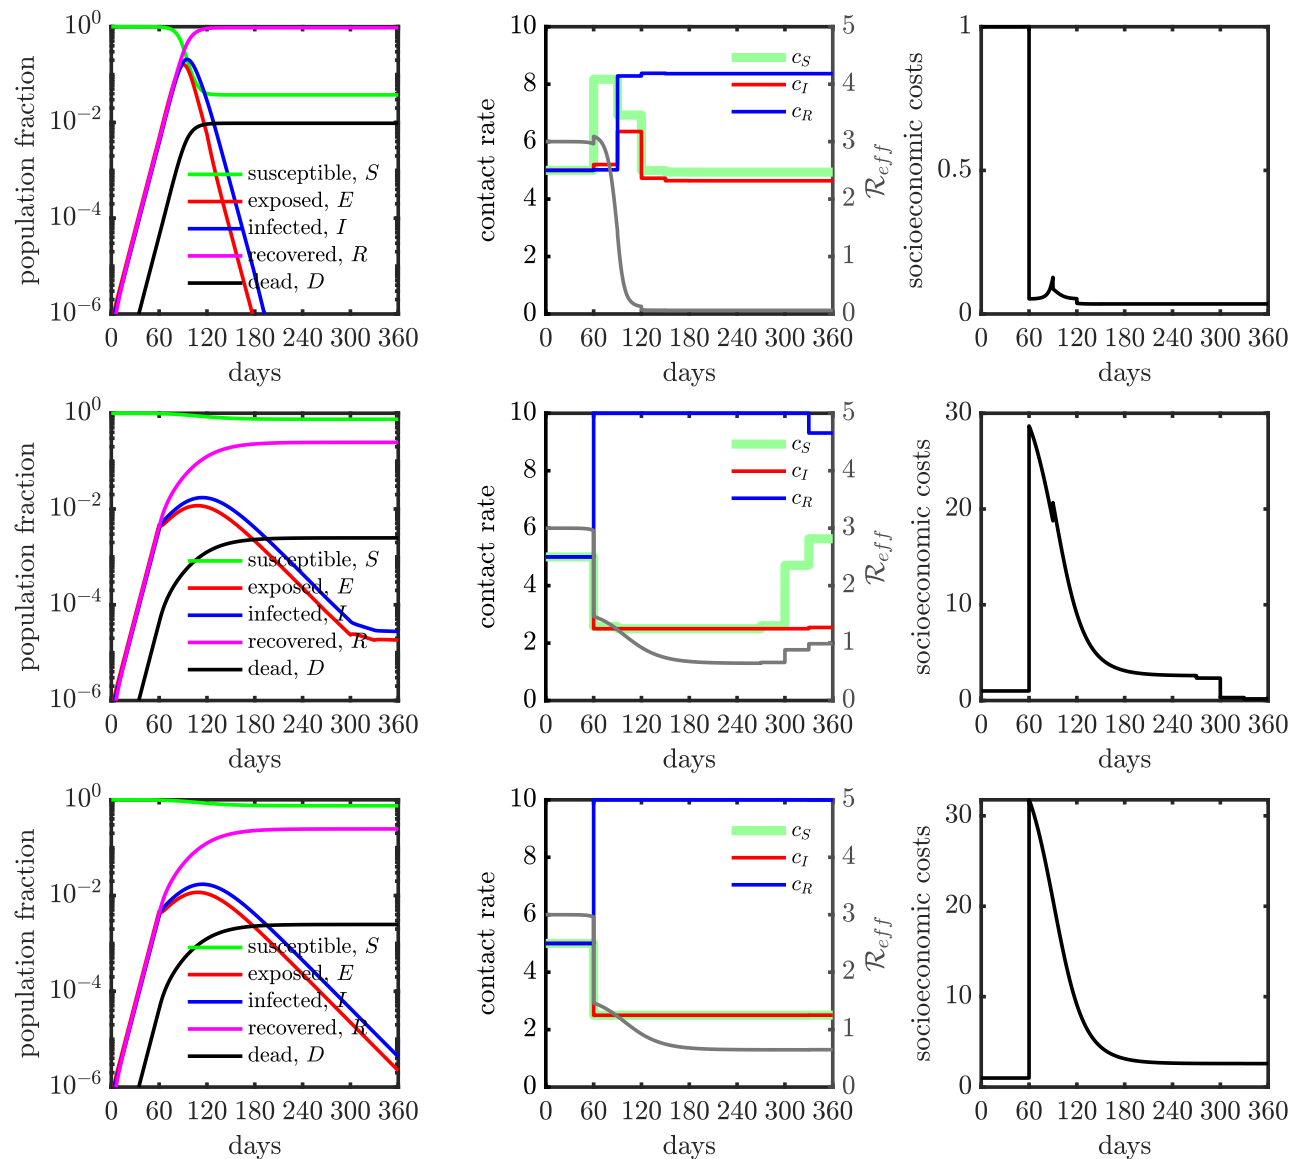 population fraction
10^0
10^-2
10^-4
10^-6
susceptible, S
exposed, E
infected, I
recovered, R
dead, D
0 60 120 180 240 300 360
days
contact rate
10
8
6
4
2
0
c_S
c_I
c_R
5
4
3
2
1
0
R_eff
0 60 120 180 240 300 360
days
socioeconomic costs
1
0.5
0
0 60 120 180 240 300 360
days
population fraction
10^0
10^-2
10^-4
10^-6
susceptible, S
exposed, E
infected, I
recovered, R
dead, D
0 60 120 180 240 300 360
days
contact rate
10
8
6
4
2
0
c_S
c_I
c_R
5
4
3
2
1
0
R_eff
0 60 120 180 240 300 360
days
socioeconomic costs
30
20
10
0
0 60 120 180 240 300 360
days
population fraction
10^0
10^-2
10^-4
10^-6
susceptible, S
exposed, E
infected, I
recovered, R
dead, D
0 60 120 180 240 300 360
days
contact rate
10
8
6
4
2
0
c_S
c_I
c_R
5
4
3
2
1
0
R_eff
0 60 120 180 240 300 360
days
socioeconomic costs
30
20
10
0
0 60 120 180 240 300 360
days